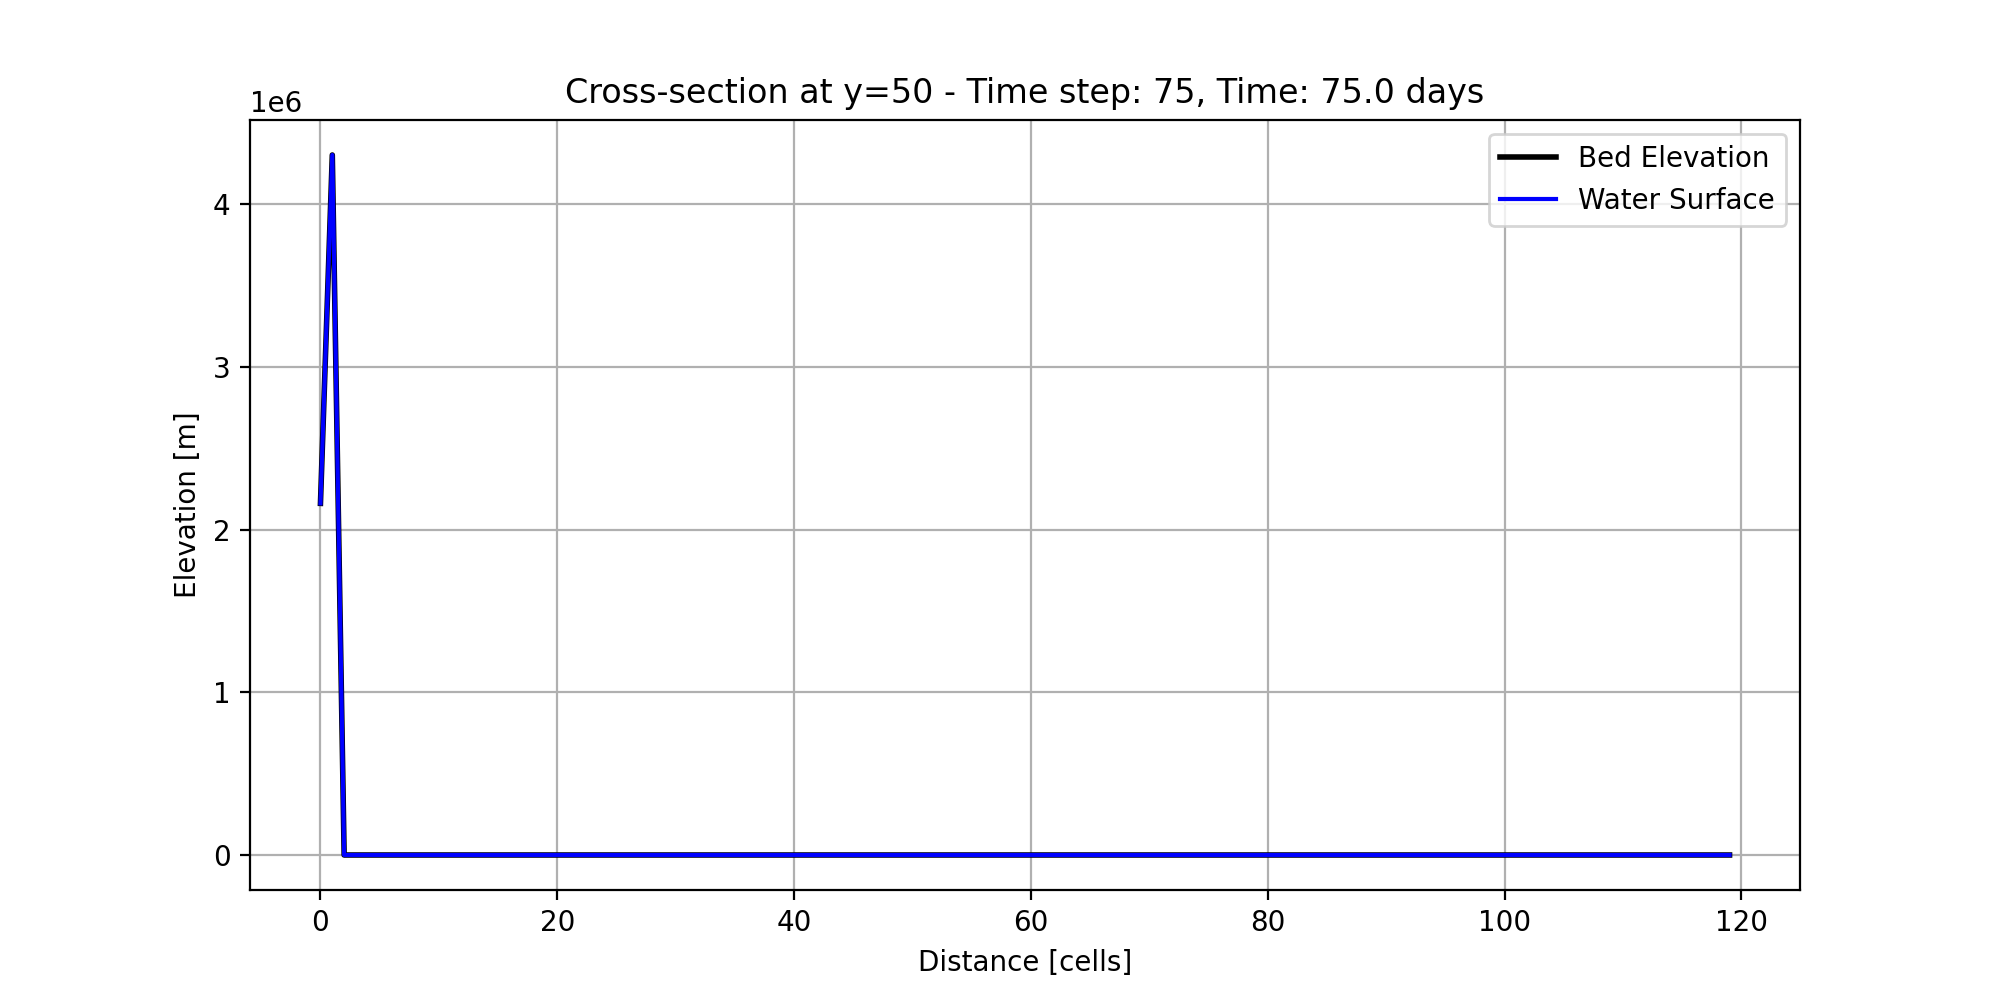 Cross-section at y=50 - Time step: 75, Time: 75.0 days
1e6
Bed Elevation
Water Surface
4
3
2
1
0
Elevation [m]
0 20 40 60 80 100 120
Distance [cells]